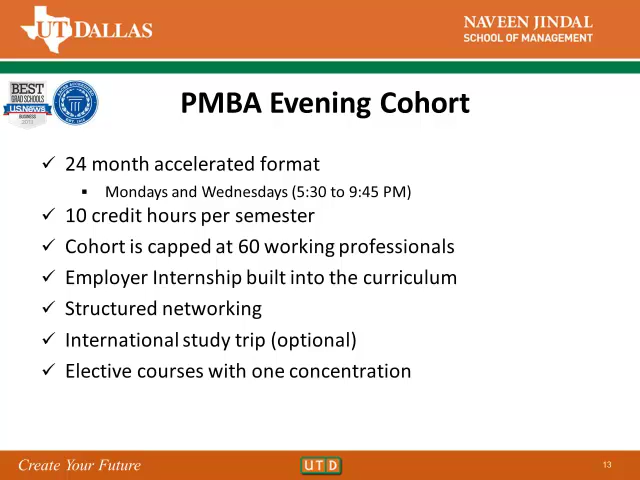 UT DALLAS
NAVEEN JINDAL
SCHOOL OF MANAGEMENT
BEST
GRAD SCHOOLS
U.S.News
BUSINESS
PMBA Evening Cohort
✓ 24 month accelerated format
▪ Mondays and Wednesdays (5:30 to 9:45 PM)
✓ 10 credit hours per semester
✓ Cohort is capped at 60 working professionals
✓ Employer Internship built into the curriculum
✓ Structured networking
✓ International study trip (optional)
✓ Elective courses with one concentration
Create Your Future
UTD
13